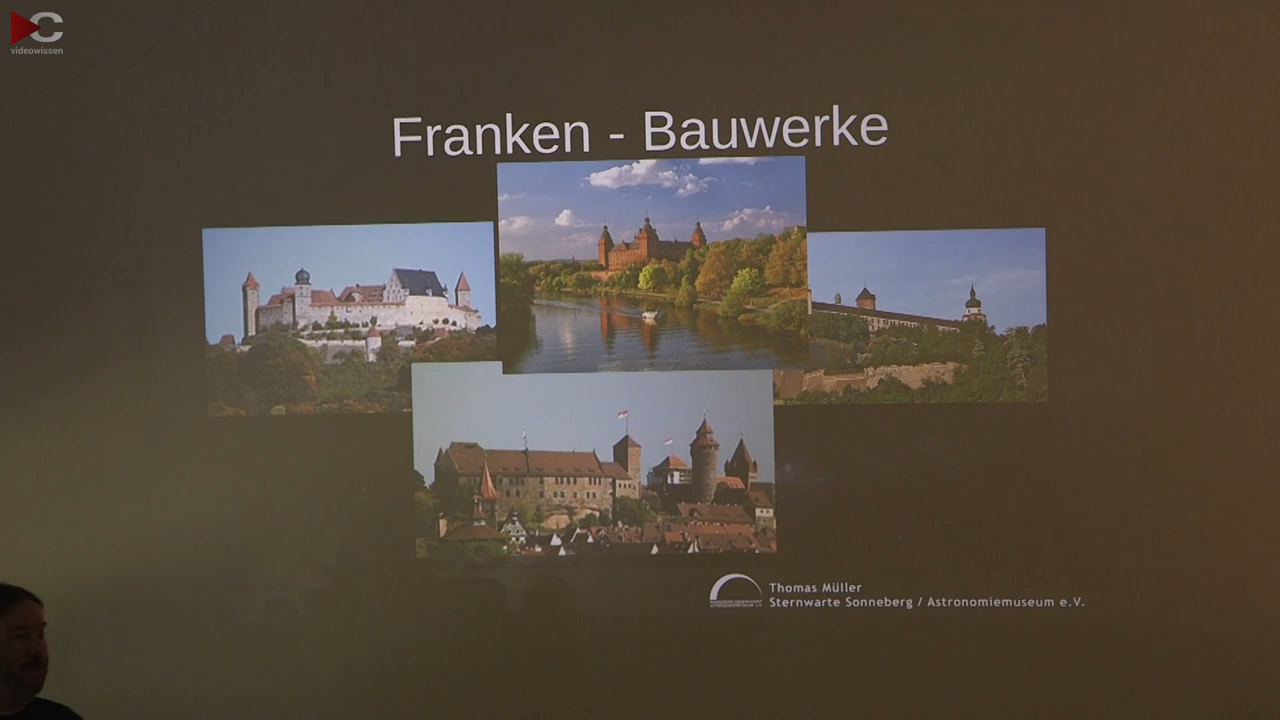 videowissen
Franken - Bauwerke
Thomas Müller
Sternwarte Sonneberg / Astronomiemuseum e.V.